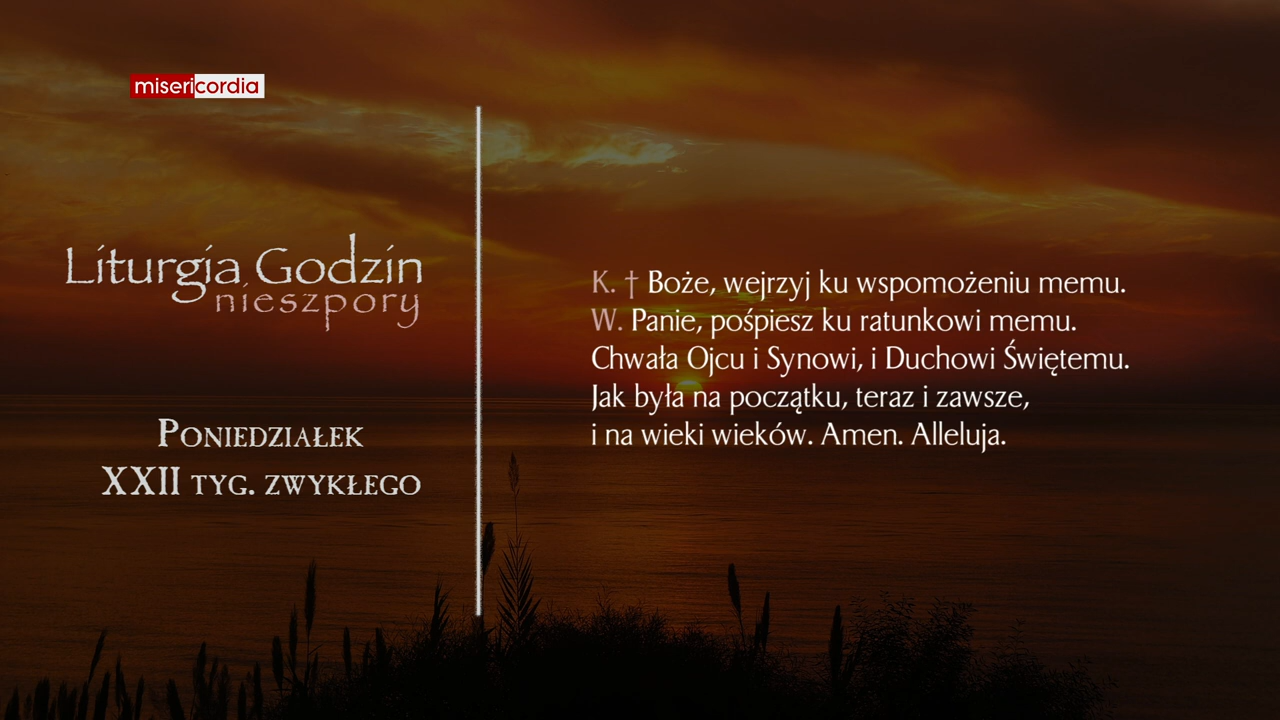 misericordia
Liturgia Godzin
nieszpory
Poniedziałek
XXII tyg. zwykłego
K. † Boże, wejrzyj ku wspomożeniu memu.
W. Panie, pośpiesz ku ratunkowi memu.
Chwała Ojcu i Synowi, i Duchowi Świętemu.
Jak była na początku, teraz i zawsze,
i na wieki wieków. Amen. Alleluja.